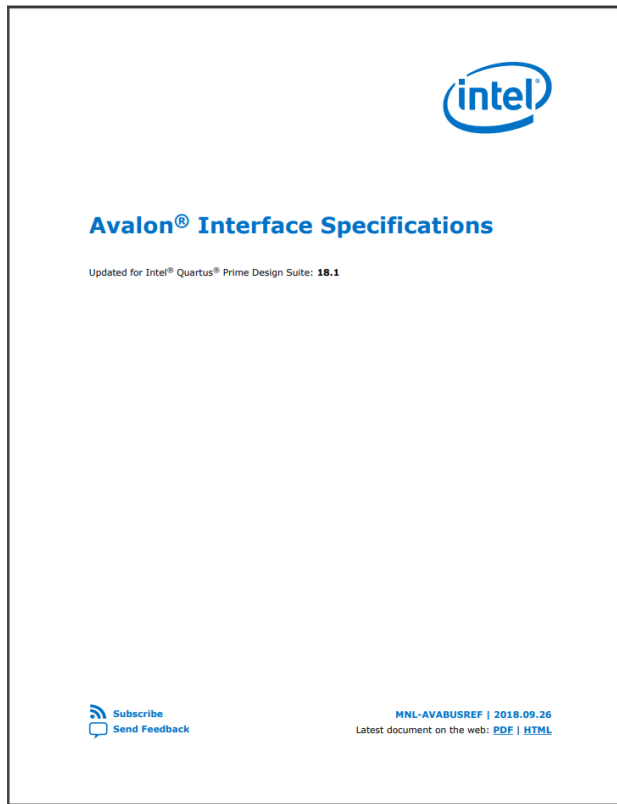 intel®
Avalon® Interface Specifications
Updated for Intel® Quartus® Prime Design Suite: 18.1
Subscribe
Send Feedback
MNL-AVABUSREF | 2018.09.26
Latest document on the web: PDF | HTML